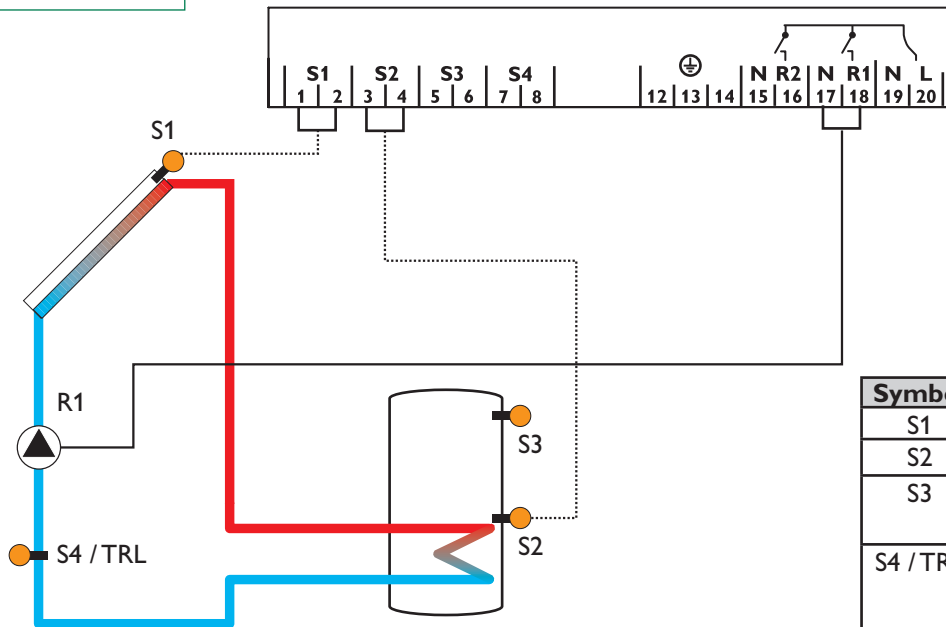 S1 S2 S3 S4 N R2 N R1 N L
1 2 3 4 5 6 7 8 12 13 14 15 16 17 18 19 20
S1
R1
S3
S2
S4 / TRL
Symbo
S1
S2
S3
S4 / TR